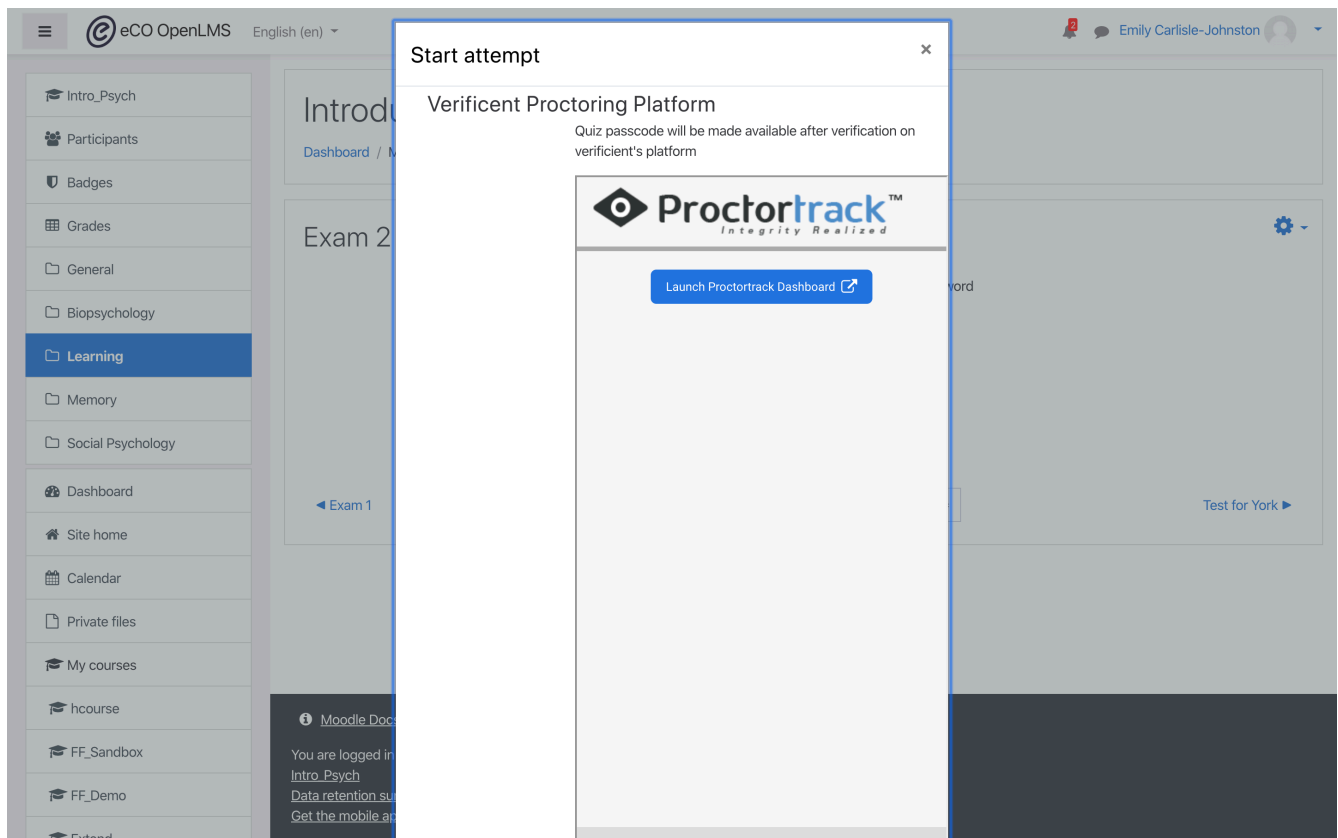 eCO OpenLMS
English (en)
2
Emily Carlisle-Johnston
Intro_Psych
Participants
Badges
Grades
General
Biopsychology
Learning
Memory
Social Psychology
Dashboard
Site home
Calendar
Private files
My courses
hcourse
FF_Sandbox
FF_Demo
Extend
Introdu
Dashboard / M
Exam 2
word
◄ Exam 1
Test for York ►
Start attempt
×
Verificent Proctoring Platform
Quiz passcode will be made available after verification on
verificient's platform
Proctortrack™
Integrity Realized
Launch Proctortrack Dashboard
Moodle Docs
You are logged in
Intro_Psych
Data retention su
Get the mobile ap